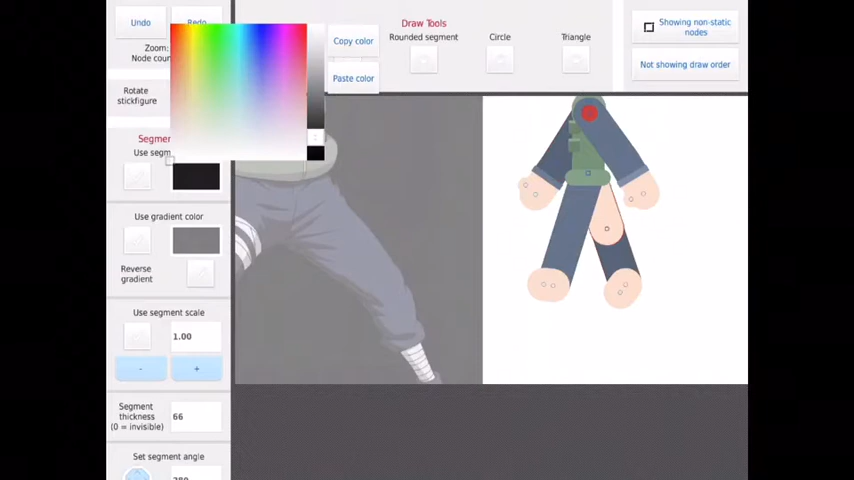 Undo
Redo
Zoom:
Node coun
Rotate
stickfigure
Segmen
Use segm
Use gradient color
Reverse
gradient
Use segment scale
1.00
-
+
Segment
thickness
(0 = invisible)
66
Set segment angle
Copy color
Paste color
Draw Tools
Rounded segment
Circle
Triangle
Showing non-static
nodes
Not showing draw order